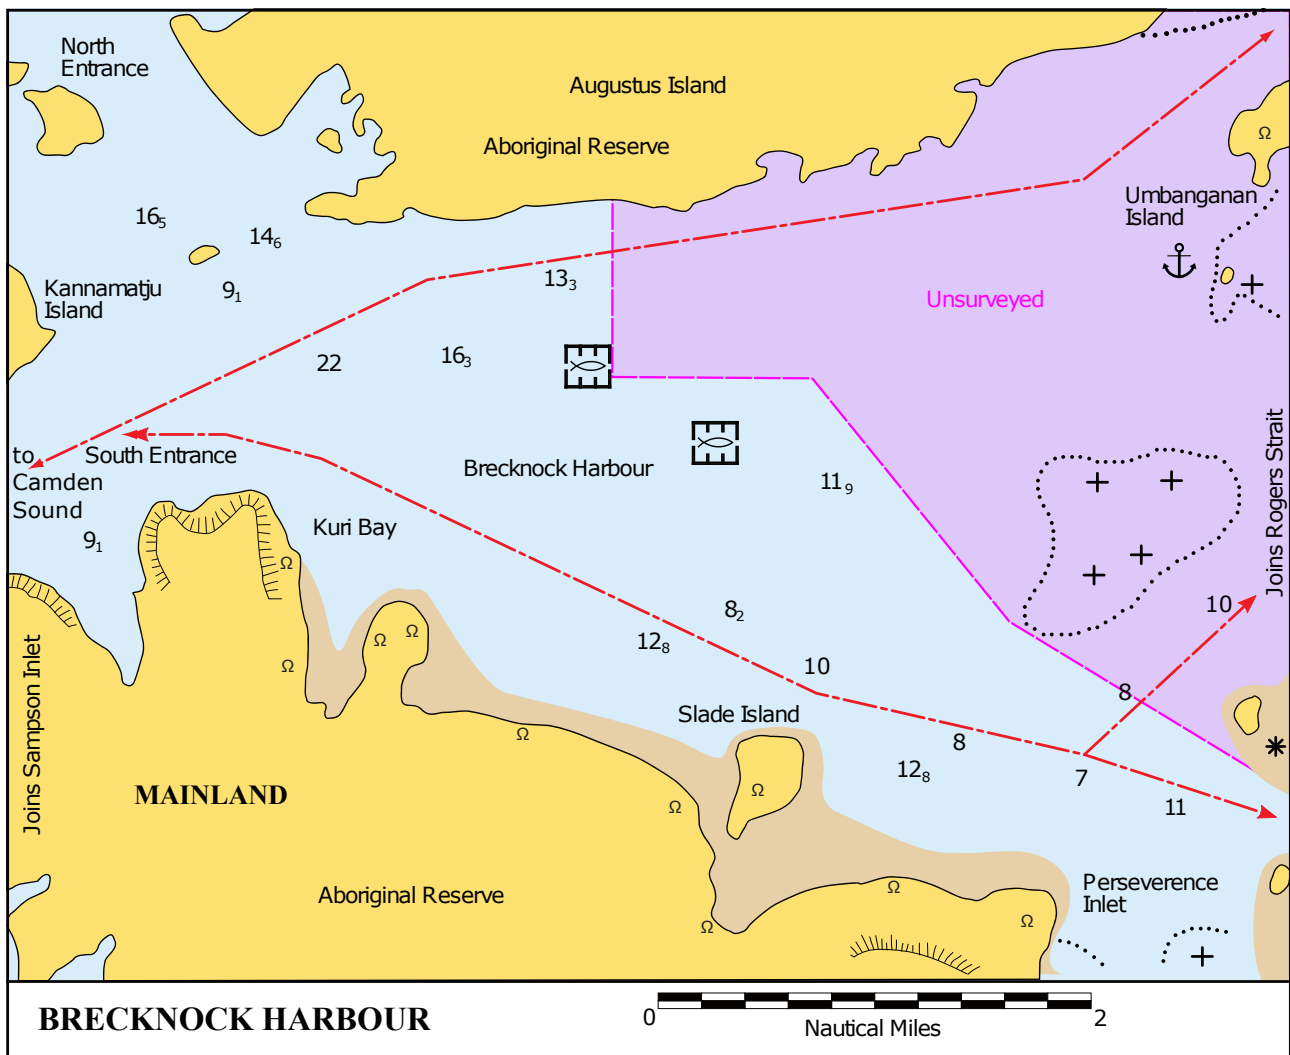 North
Entrance
Augustus Island
Aboriginal Reserve
Umbanganan
Island
16₅
14₆
Kannamatju
Island
9₁
13₃
Unsurveyed
22
16₃
to
Camden
Sound
South Entrance
Brecknock Harbour
11₉
9₁
Kuri Bay
Joins Rogers Strait
10
8₂
12₈
10
8
Joins Sampson Inlet
Slade Island
8
12₈
7
11
MAINLAND
Aboriginal Reserve
Perseverence
Inlet
BRECKNOCK HARBOUR
0
2
Nautical Miles